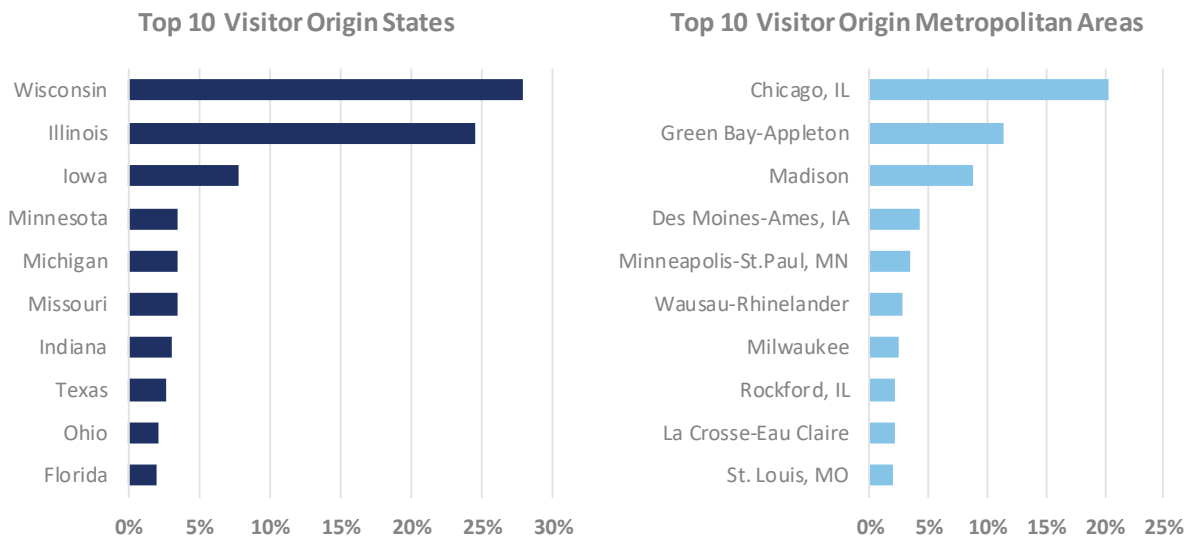 Top 10 Visitor Origin States
Wisconsin
Illinois
Iowa
Minnesota
Michigan
Missouri
Indiana
Texas
Ohio
Florida
0% 5% 10% 15% 20% 25% 30%
Top 10 Visitor Origin Metropolitan Areas
Chicago, IL
Green Bay-Appleton
Madison
Des Moines-Ames, IA
Minneapolis-St.Paul, MN
Wausau-Rhinelander
Milwaukee
Rockford, IL
La Crosse-Eau Claire
St. Louis, MO
0% 5% 10% 15% 20% 25%